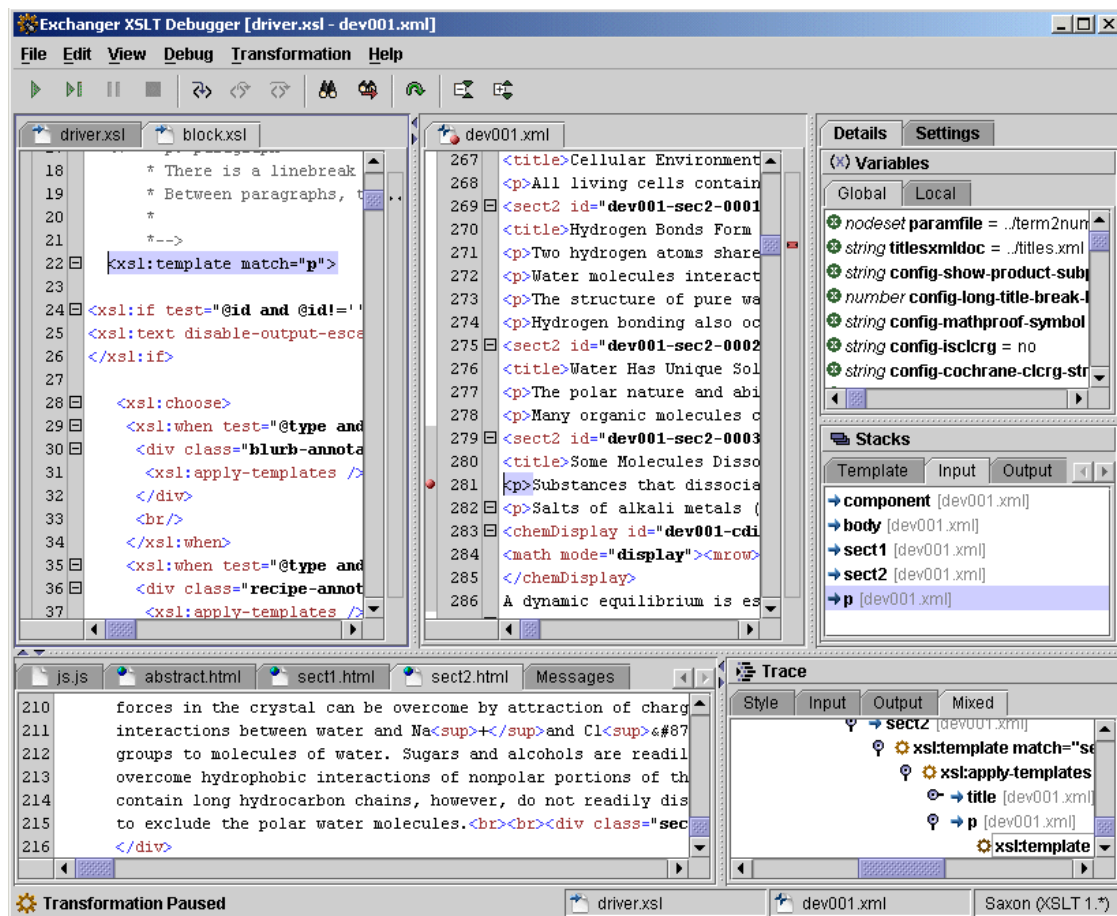 Exchanger XSLT Debugger [driver.xsl - dev001.xml]
File Edit View Debug Transformation Help
driver.xsl block.xsl
18 * There is a linebreak
19 * Between paragraphs, t
20 *
21 *-->
22 <xsl:template match="p">
23
24 <xsl:if test="@id and @id!=''
25 <xsl:text disable-output-esca
26 </xsl:if>
27
28 <xsl:choose>
29 <xsl:when test="@type and
30 <div class="blurb-annota
31 <xsl:apply-templates />
32 </div>
33 <br/>
34 </xsl:when>
35 <xsl:when test="@type and
36 <div class="recipe-annot
37 <xsl:apply-templates />
dev001.xml
267 <title>Cellular Environment
268 <p>All living cells contain
269 <sect2 id="dev001-sec2-0001
270 <title>Hydrogen Bonds Form
271 <p>Two hydrogen atoms share
272 <p>Water molecules interact
273 <p>The structure of pure wa
274 <p>Hydrogen bonding also oc
275 <sect2 id="dev001-sec2-0002
276 <title>Water Has Unique Sol
277 <p>The polar nature and abi
278 <p>Many organic molecules c
279 <sect2 id="dev001-sec2-0003
280 <title>Some Molecules Disso
281 <p>Substances that dissocia
282 <p>Salts of alkali metals (
283 <chemDisplay id="dev001-cdi
284 <math mode="display"><mrow>
285 </chemDisplay>
286 A dynamic equilibrium is es
Details Settings
(x) Variables
Global Local
nodeset paramfile = ../term2num
string titlesxmldoc = ../titles.xml
string config-show-product-sub
number config-long-title-break-
string config-mathproof-symbol
string config-isclcrg = no
string config-cochrane-clcrg-str
Stacks
Template Input Output
component [dev001.xml]
body [dev001.xml]
sect1 [dev001.xml]
sect2 [dev001.xml]
p [dev001.xml]
js.js abstract.html sect1.html sect2.html Messages
210 forces in the crystal can be overcome by attraction of charg
211 interactions between water and Na<sup>+</sup>and Cl<sup>&#87
212 groups to molecules of water. Sugars and alcohols are readil
213 overcome hydrophobic interactions of nonpolar portions of th
214 contain long hydrocarbon chains, however, do not readily dis
215 to exclude the polar water molecules.<br><br><div class="sec
216 </div>
Trace
Style Input Output Mixed
sect2 [dev001.xml]
xsl:template match="se
xsl:apply-templates
title [dev001.xml]
p [dev001.xml]
xsl:template
Transformation Paused driver.xsl dev001.xml Saxon (XSLT 1.*)